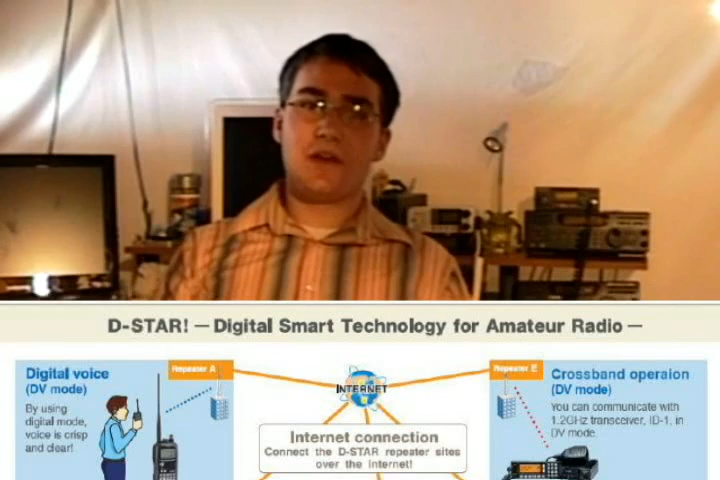 D-STAR! — Digital Smart Technology for Amateur Radio —
Digital voice
(DV mode)
By using
digital mode,
voice is crisp
and clear!
Repeater A
INTERNET
Internet connection
Connect the D-STAR repeater sites
over the Internet!
Repeater E
Crossband operaion
(DV mode)
You can communicate with
1.2GHz transceiver, ID-1, in
DV mode.